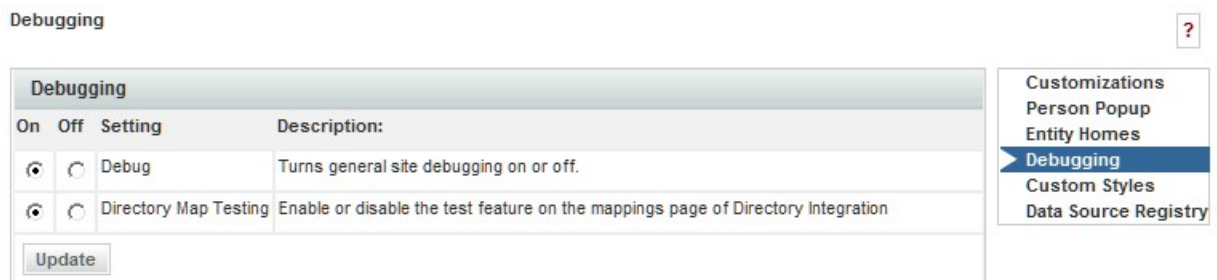 Debugging
?
Debugging
On Off Setting Description:
Debug Turns general site debugging on or off.
Directory Map Testing Enable or disable the test feature on the mappings page of Directory Integration
Update
Customizations
Person Popup
Entity Homes
Debugging
Custom Styles
Data Source Registry